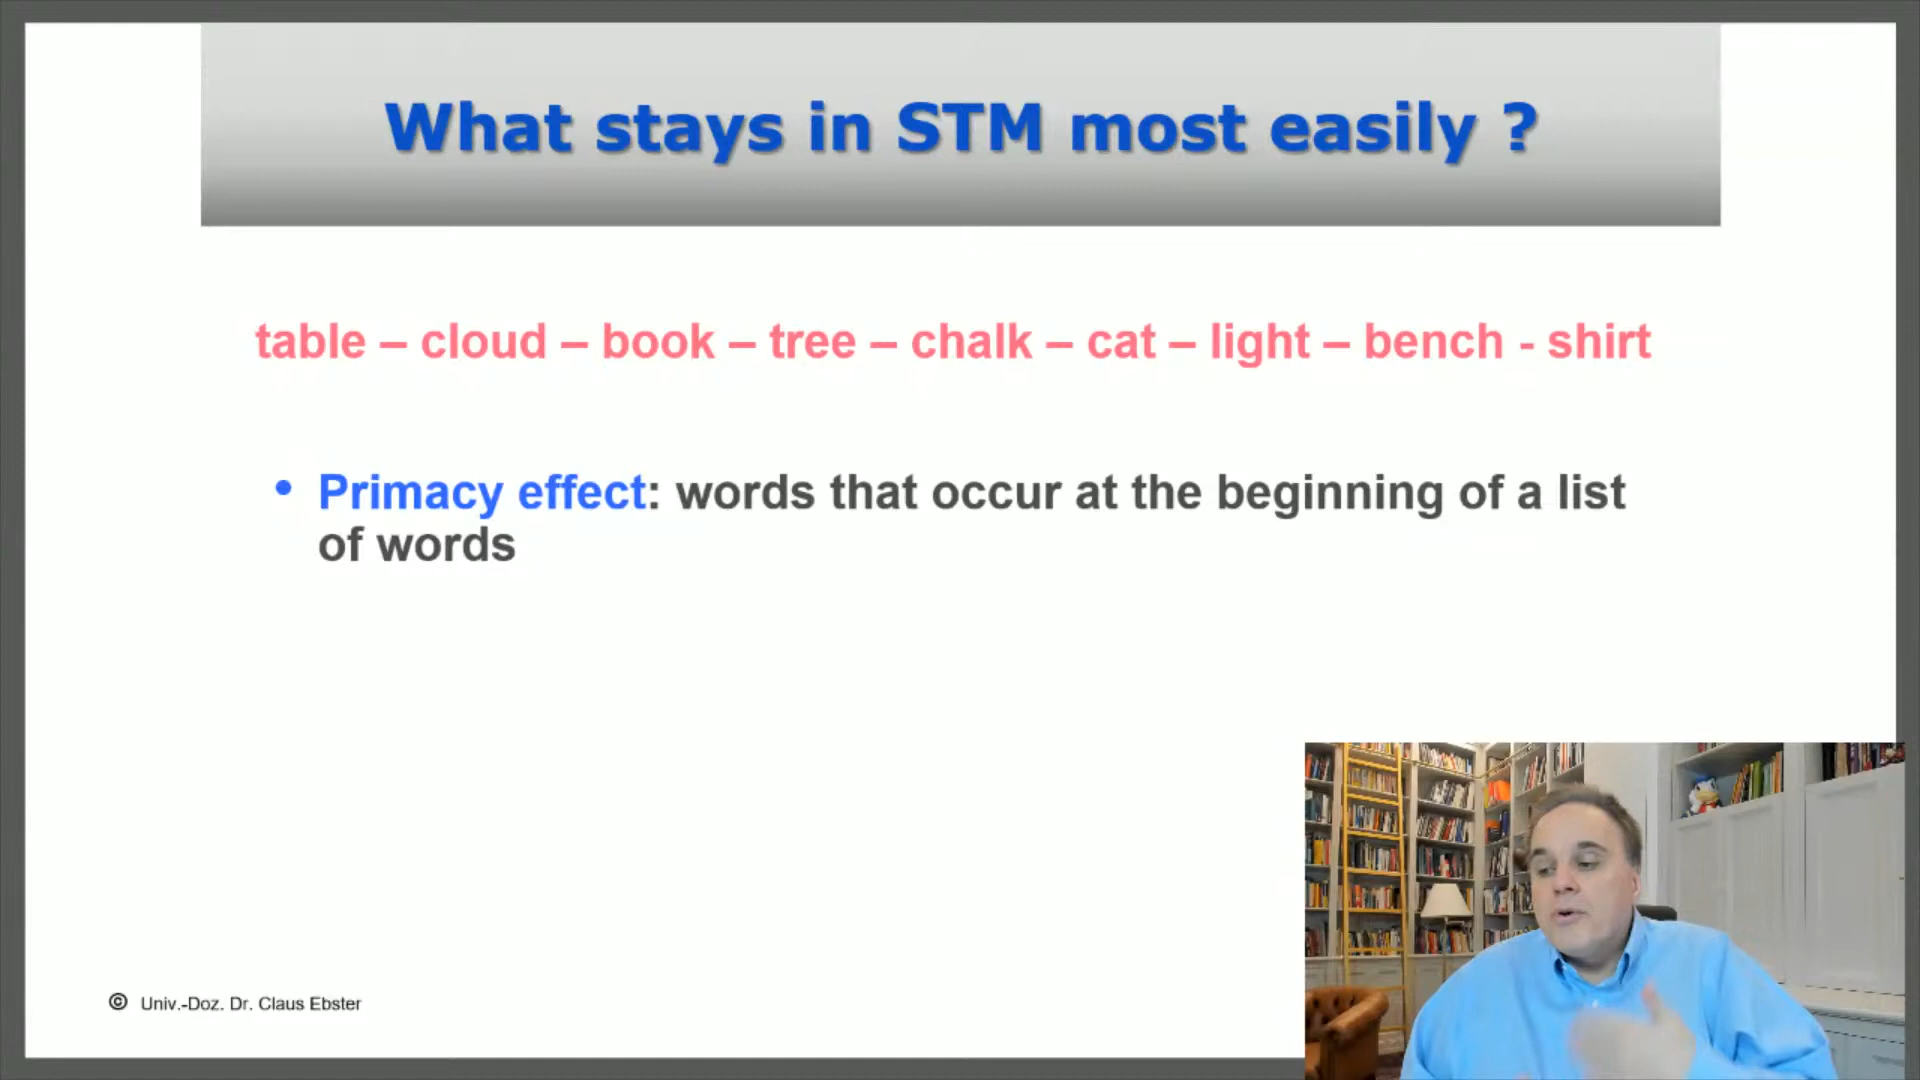 What stays in STM most easily ?
table – cloud – book – tree – chalk – cat – light – bench - shirt
• Primacy effect: words that occur at the beginning of a list
of words
© Univ.-Doz. Dr. Claus Ebster